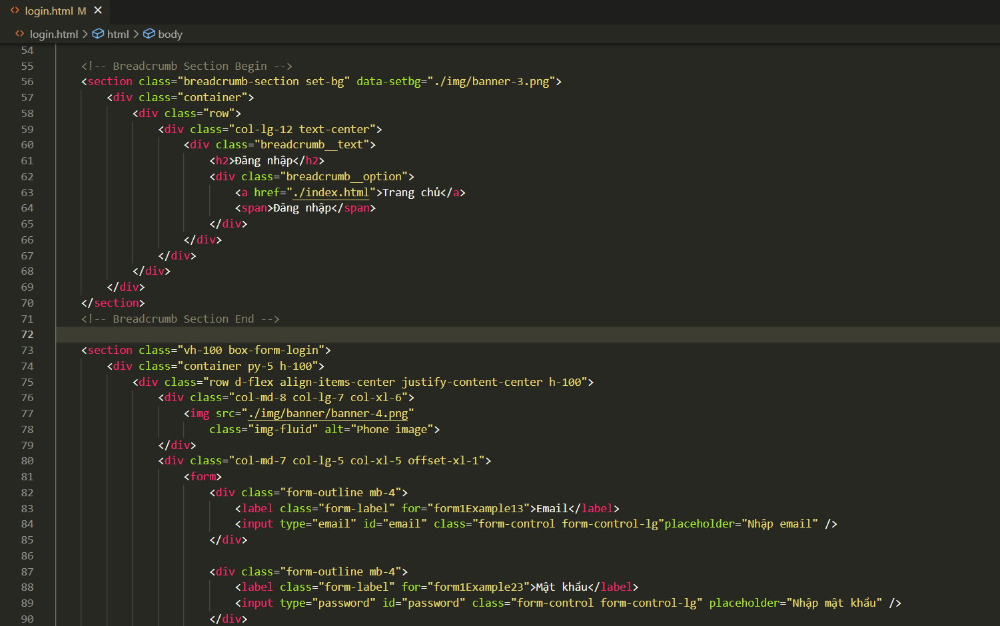 login.html M
login.html > html > body
54
55 <!-- Breadcrumb Section Begin -->
56 <section class="breadcrumb-section set-bg" data-setbg="./img/banner-3.png">
57 <div class="container">
58 <div class="row">
59 <div class="col-lg-12 text-center">
60 <div class="breadcrumb__text">
61 <h2>Đăng nhập</h2>
62 <div class="breadcrumb__option">
63 <a href="./index.html">Trang chủ</a>
64 <span>Đăng nhập</span>
65 </div>
66 </div>
67 </div>
68 </div>
69 </div>
70 </section>
71 <!-- Breadcrumb Section End -->
72
73 <section class="vh-100 box-form-login">
74 <div class="container py-5 h-100">
75 <div class="row d-flex align-items-center justify-content-center h-100">
76 <div class="col-md-8 col-lg-7 col-xl-6">
77 <img src="./img/banner/banner-4.png"
78 class="img-fluid" alt="Phone image">
79 </div>
80 <div class="col-md-7 col-lg-5 col-xl-5 offset-xl-1">
81 <form>
82 <div class="form-outline mb-4">
83 <label class="form-label" for="form1Example13">Email</label>
84 <input type="email" id="email" class="form-control form-control-lg"placeholder="Nhập email" />
85 </div>
86
87 <div class="form-outline mb-4">
88 <label class="form-label" for="form1Example23">Mật khẩu</label>
89 <input type="password" id="password" class="form-control form-control-lg" placeholder="Nhập mật khẩu" />
90 </div>